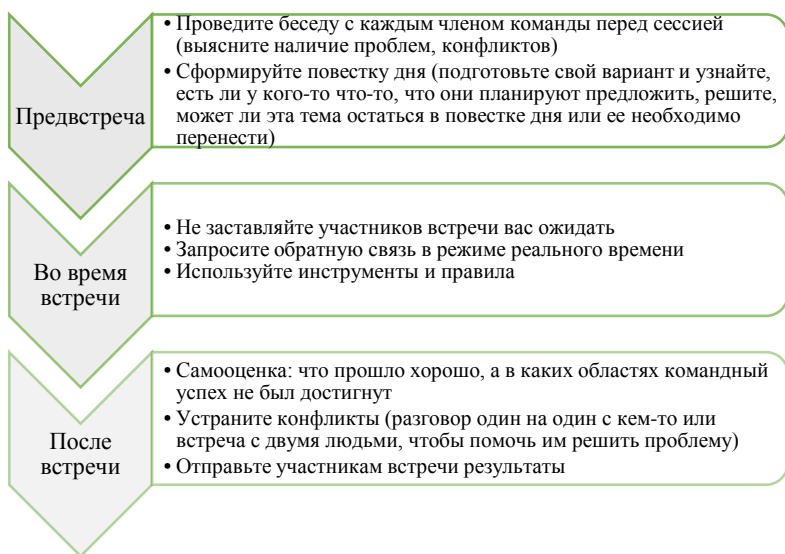 Предвстреча
• Проведите беседу с каждым членом команды перед сессией
(выясните наличие проблем, конфликтов)
• Сформируйте повестку дня (подготовьте свой вариант и узнайте,
есть ли у кого-то что-то, что они планируют предложить, решите,
может ли эта тема остаться в повестке дня или ее необходимо
перенести)
Во время
встречи
• Не заставляйте участников встречи вас ожидать
• Запросите обратную связь в режиме реального времени
• Используйте инструменты и правила
После
встречи
• Самооценка: что прошло хорошо, а в каких областях командный
успех не был достигнут
• Устраните конфликты (разговор один на один с кем-то или
встреча с двумя людьми, чтобы помочь им решить проблему)
• Отправьте участникам встречи результаты